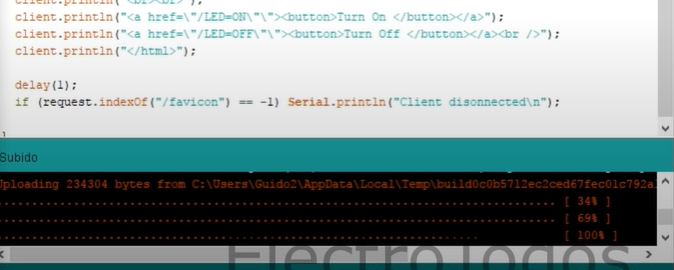 client.println("<br><br>");
client.println("<a href=\"/LED=ON\"\"><button>Turn On </button></a>");
client.println("<a href=\"/LED=OFF\"\"><button>Turn Off </button></a><br />");
client.println("</html>");
delay(1);
if (request.indexOf("/favicon") == -1) Serial.println("Client disonnected\n");
}
Subido
Uploading 234304 bytes from C:\Users\Guido2\AppData\Local\Temp\build0c0b5712ec2ced67fec01c792a
................................................................................ [ 34% ]
................................................................................ [ 69% ]
..................................................................... [ 100% ]
ElectroTodos